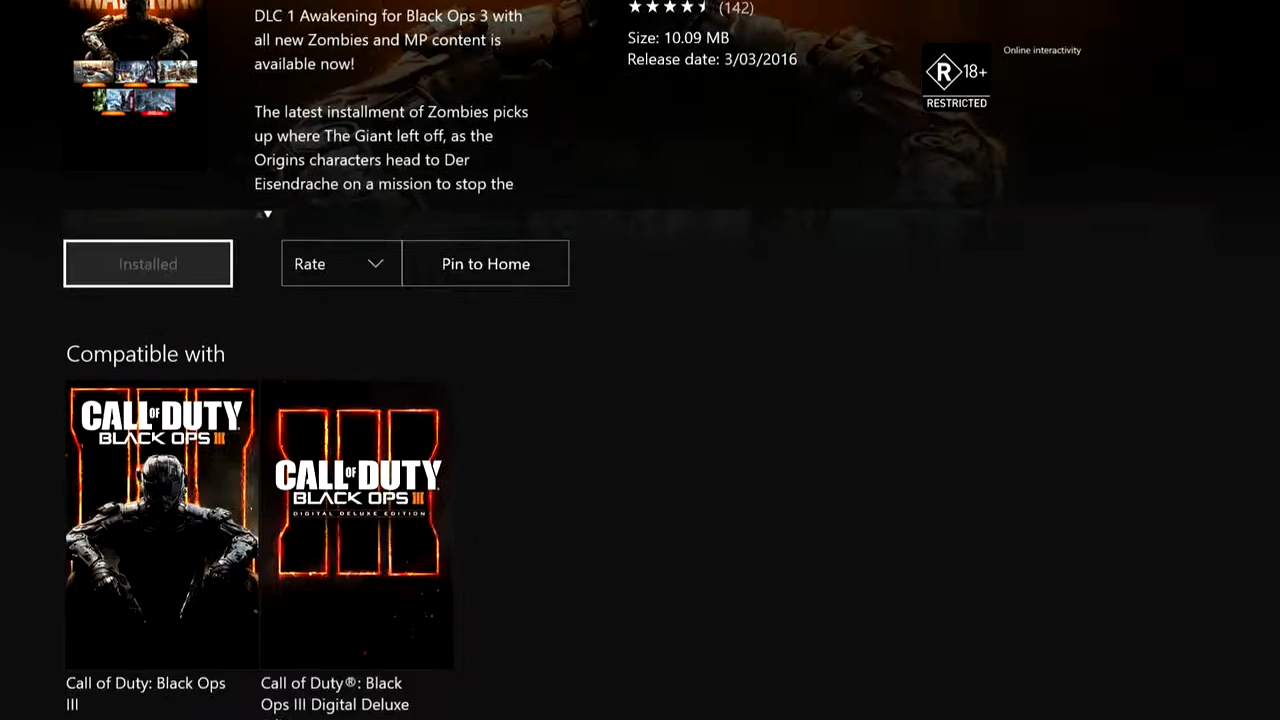 AWAKENING
DLC 1 Awakening for Black Ops 3 with
all new Zombies and MP content is
available now!
The latest installment of Zombies picks
up where The Giant left off, as the
Origins characters head to Der
Eisendrache on a mission to stop the
(142)
Size: 10.09 MB
Release date: 3/03/2016
R 18+
RESTRICTED
Online interactivity
Installed
Rate
Pin to Home
Compatible with
CALL OF DUTY
BLACK OPS III
CALL OF DUTY
BLACK OPS III
DIGITAL DELUXE EDITION
Call of Duty: Black Ops
III
Call of Duty®: Black
Ops III Digital Deluxe